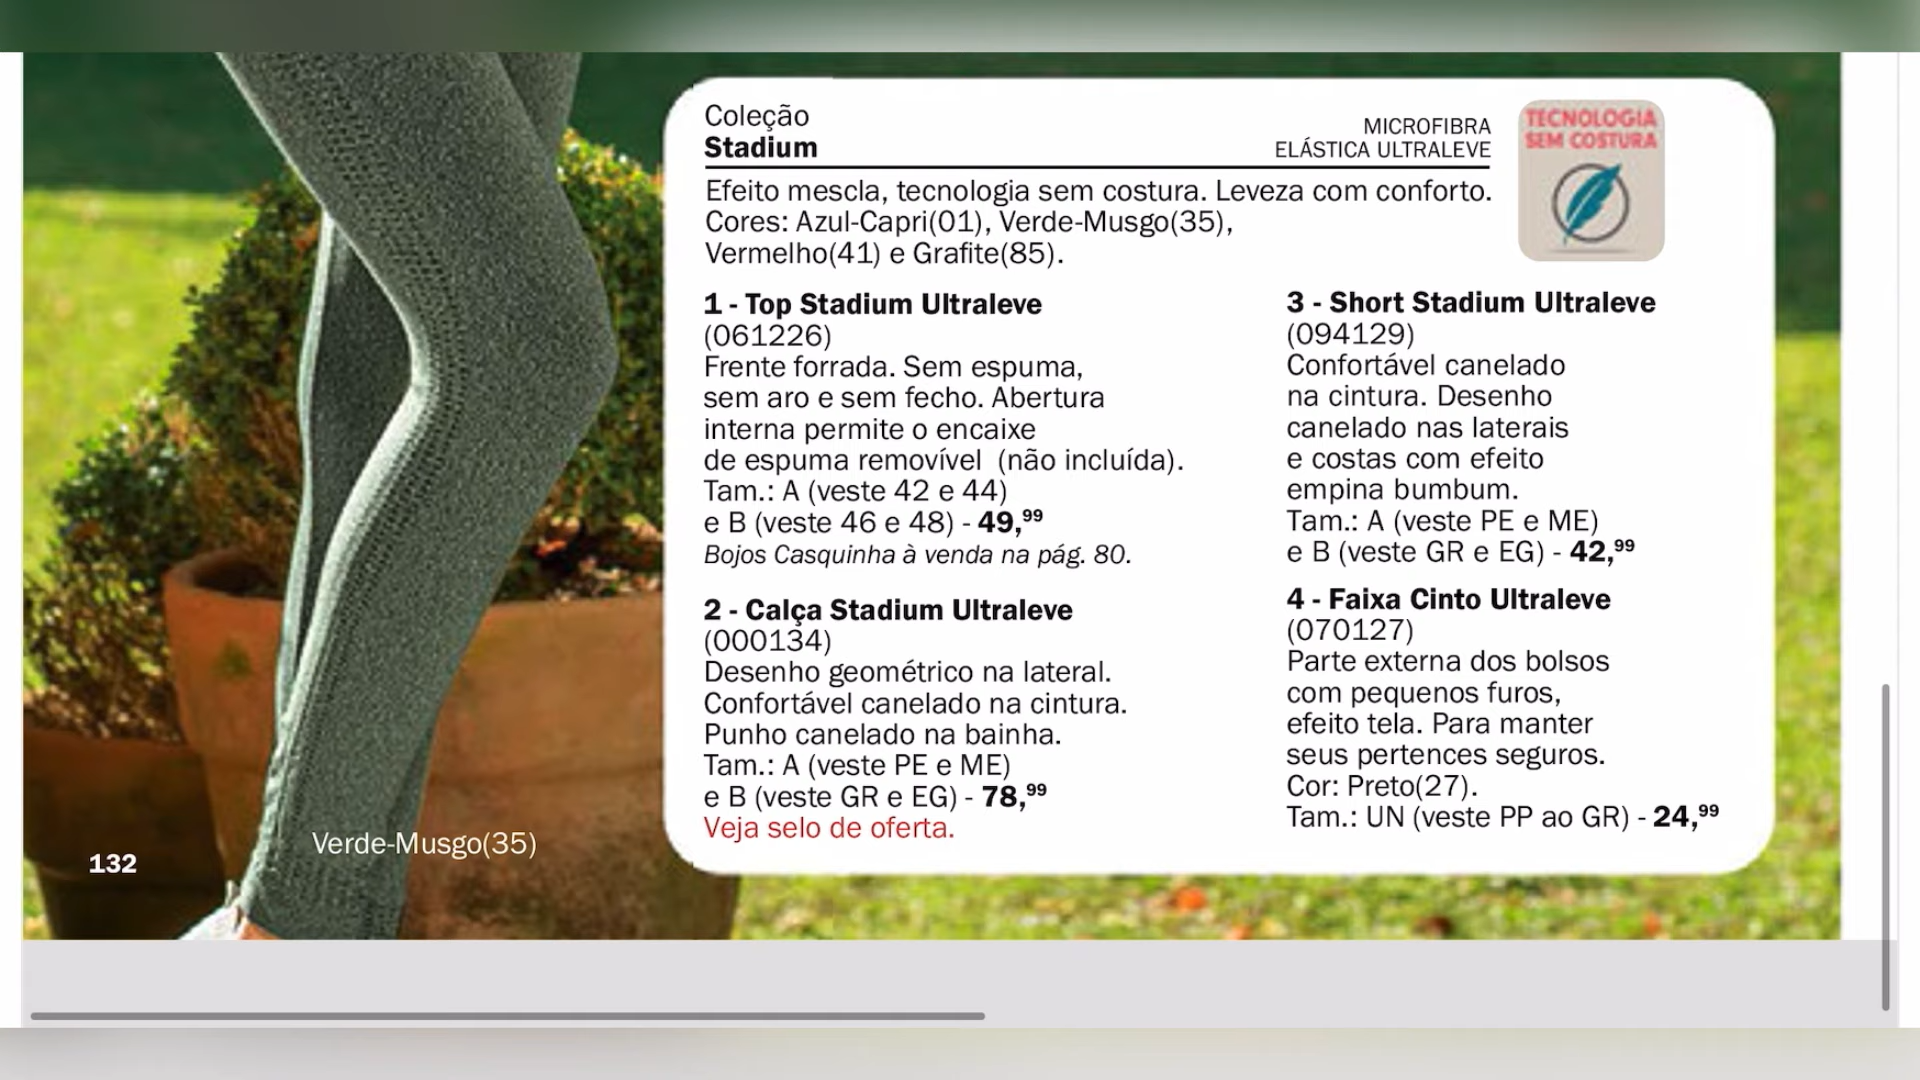 Coleção
Stadium
MICROFIBRA
ELÁSTICA ULTRALEVE
TECNOLOGIA
SEM COSTURA
Efeito mescla, tecnologia sem costura. Leveza com conforto.
Cores: Azul-Capri(01), Verde-Musgo(35),
Vermelho(41) e Grafite(85).
1 - Top Stadium Ultraleve
(061226)
Frente forrada. Sem espuma,
sem aro e sem fecho. Abertura
interna permite o encaixe
de espuma removível (não incluída).
Tam.: A (veste 42 e 44)
e B (veste 46 e 48) - 49,99
Bojos Casquinha à venda na pág. 80.
2 - Calça Stadium Ultraleve
(000134)
Desenho geométrico na lateral.
Confortável canelado na cintura.
Punho canelado na bainha.
Tam.: A (veste PE e ME)
e B (veste GR e EG) - 78,99
Veja selo de oferta.
3 - Short Stadium Ultraleve
(094129)
Confortável canelado
na cintura. Desenho
canelado nas laterais
e costas com efeito
empina bumbum.
Tam.: A (veste PE e ME)
e B (veste GR e EG) - 42,99
4 - Faixa Cinto Ultraleve
(070127)
Parte externa dos bolsos
com pequenos furos,
efeito tela. Para manter
seus pertences seguros.
Cor: Preto(27).
Tam.: UN (veste PP ao GR) - 24,99
Verde-Musgo(35)
132